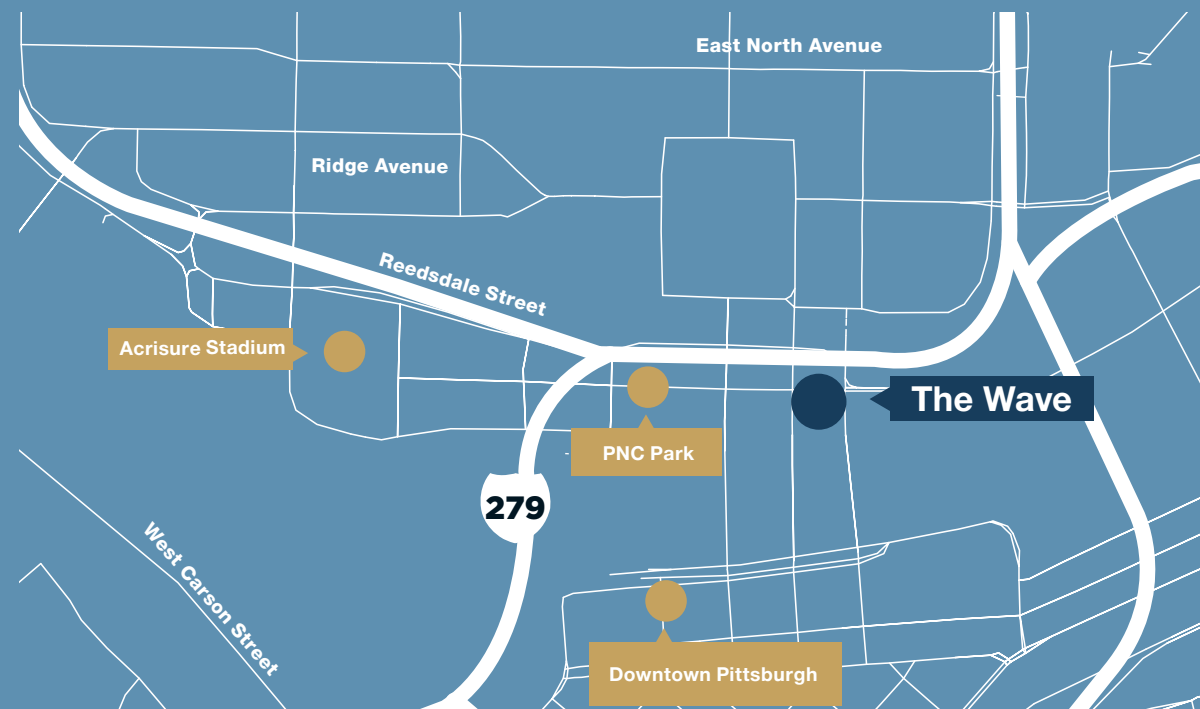 East North Avenue
Ridge Avenue
Reedsdale Street
Acrisure Stadium
The Wave
PNC Park
279
West Carson Street
Downtown Pittsburgh